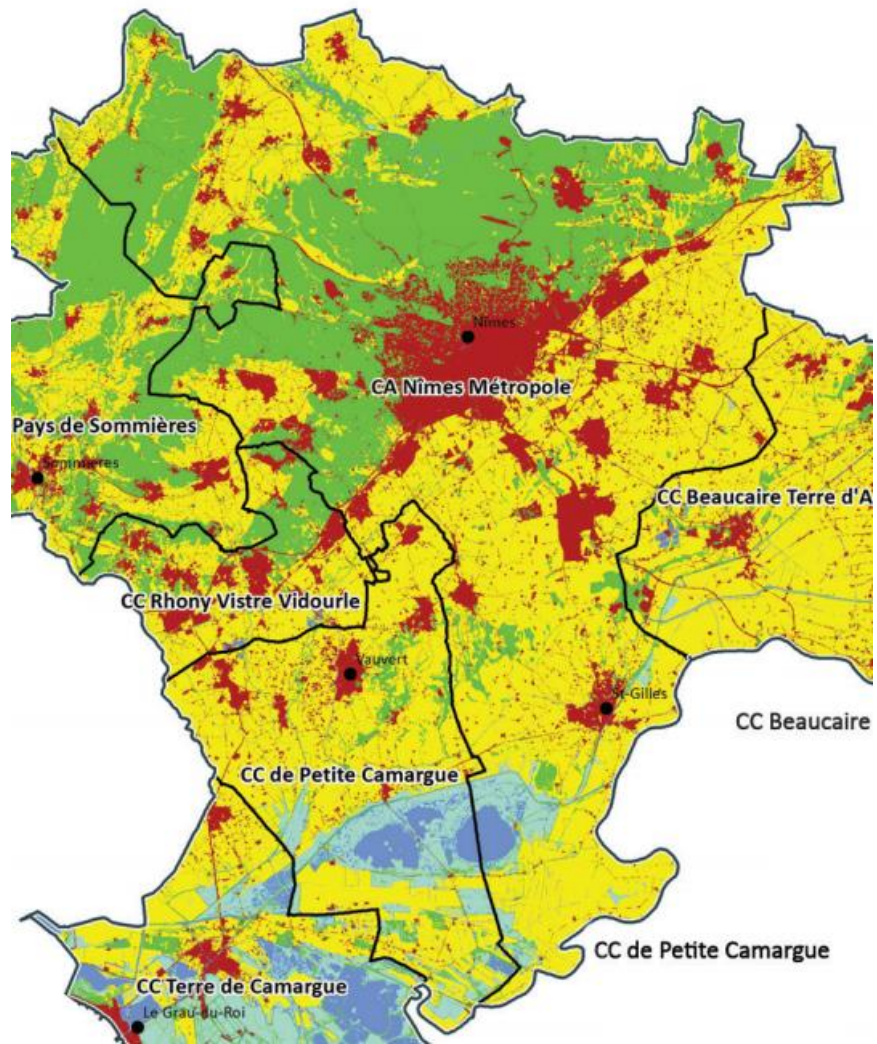 Nîmes
CA Nîmes Métropole
Pays de Sommières
Sommières
CC Beaucaire Terre d'A
CC Rhony Vistre Vidourle
Vauvert
St-Gilles
CC Beaucaire
CC de Petite Camargue
CC de Petite Camargue
CC Terre de Camargue
Le Grau-du-Roi